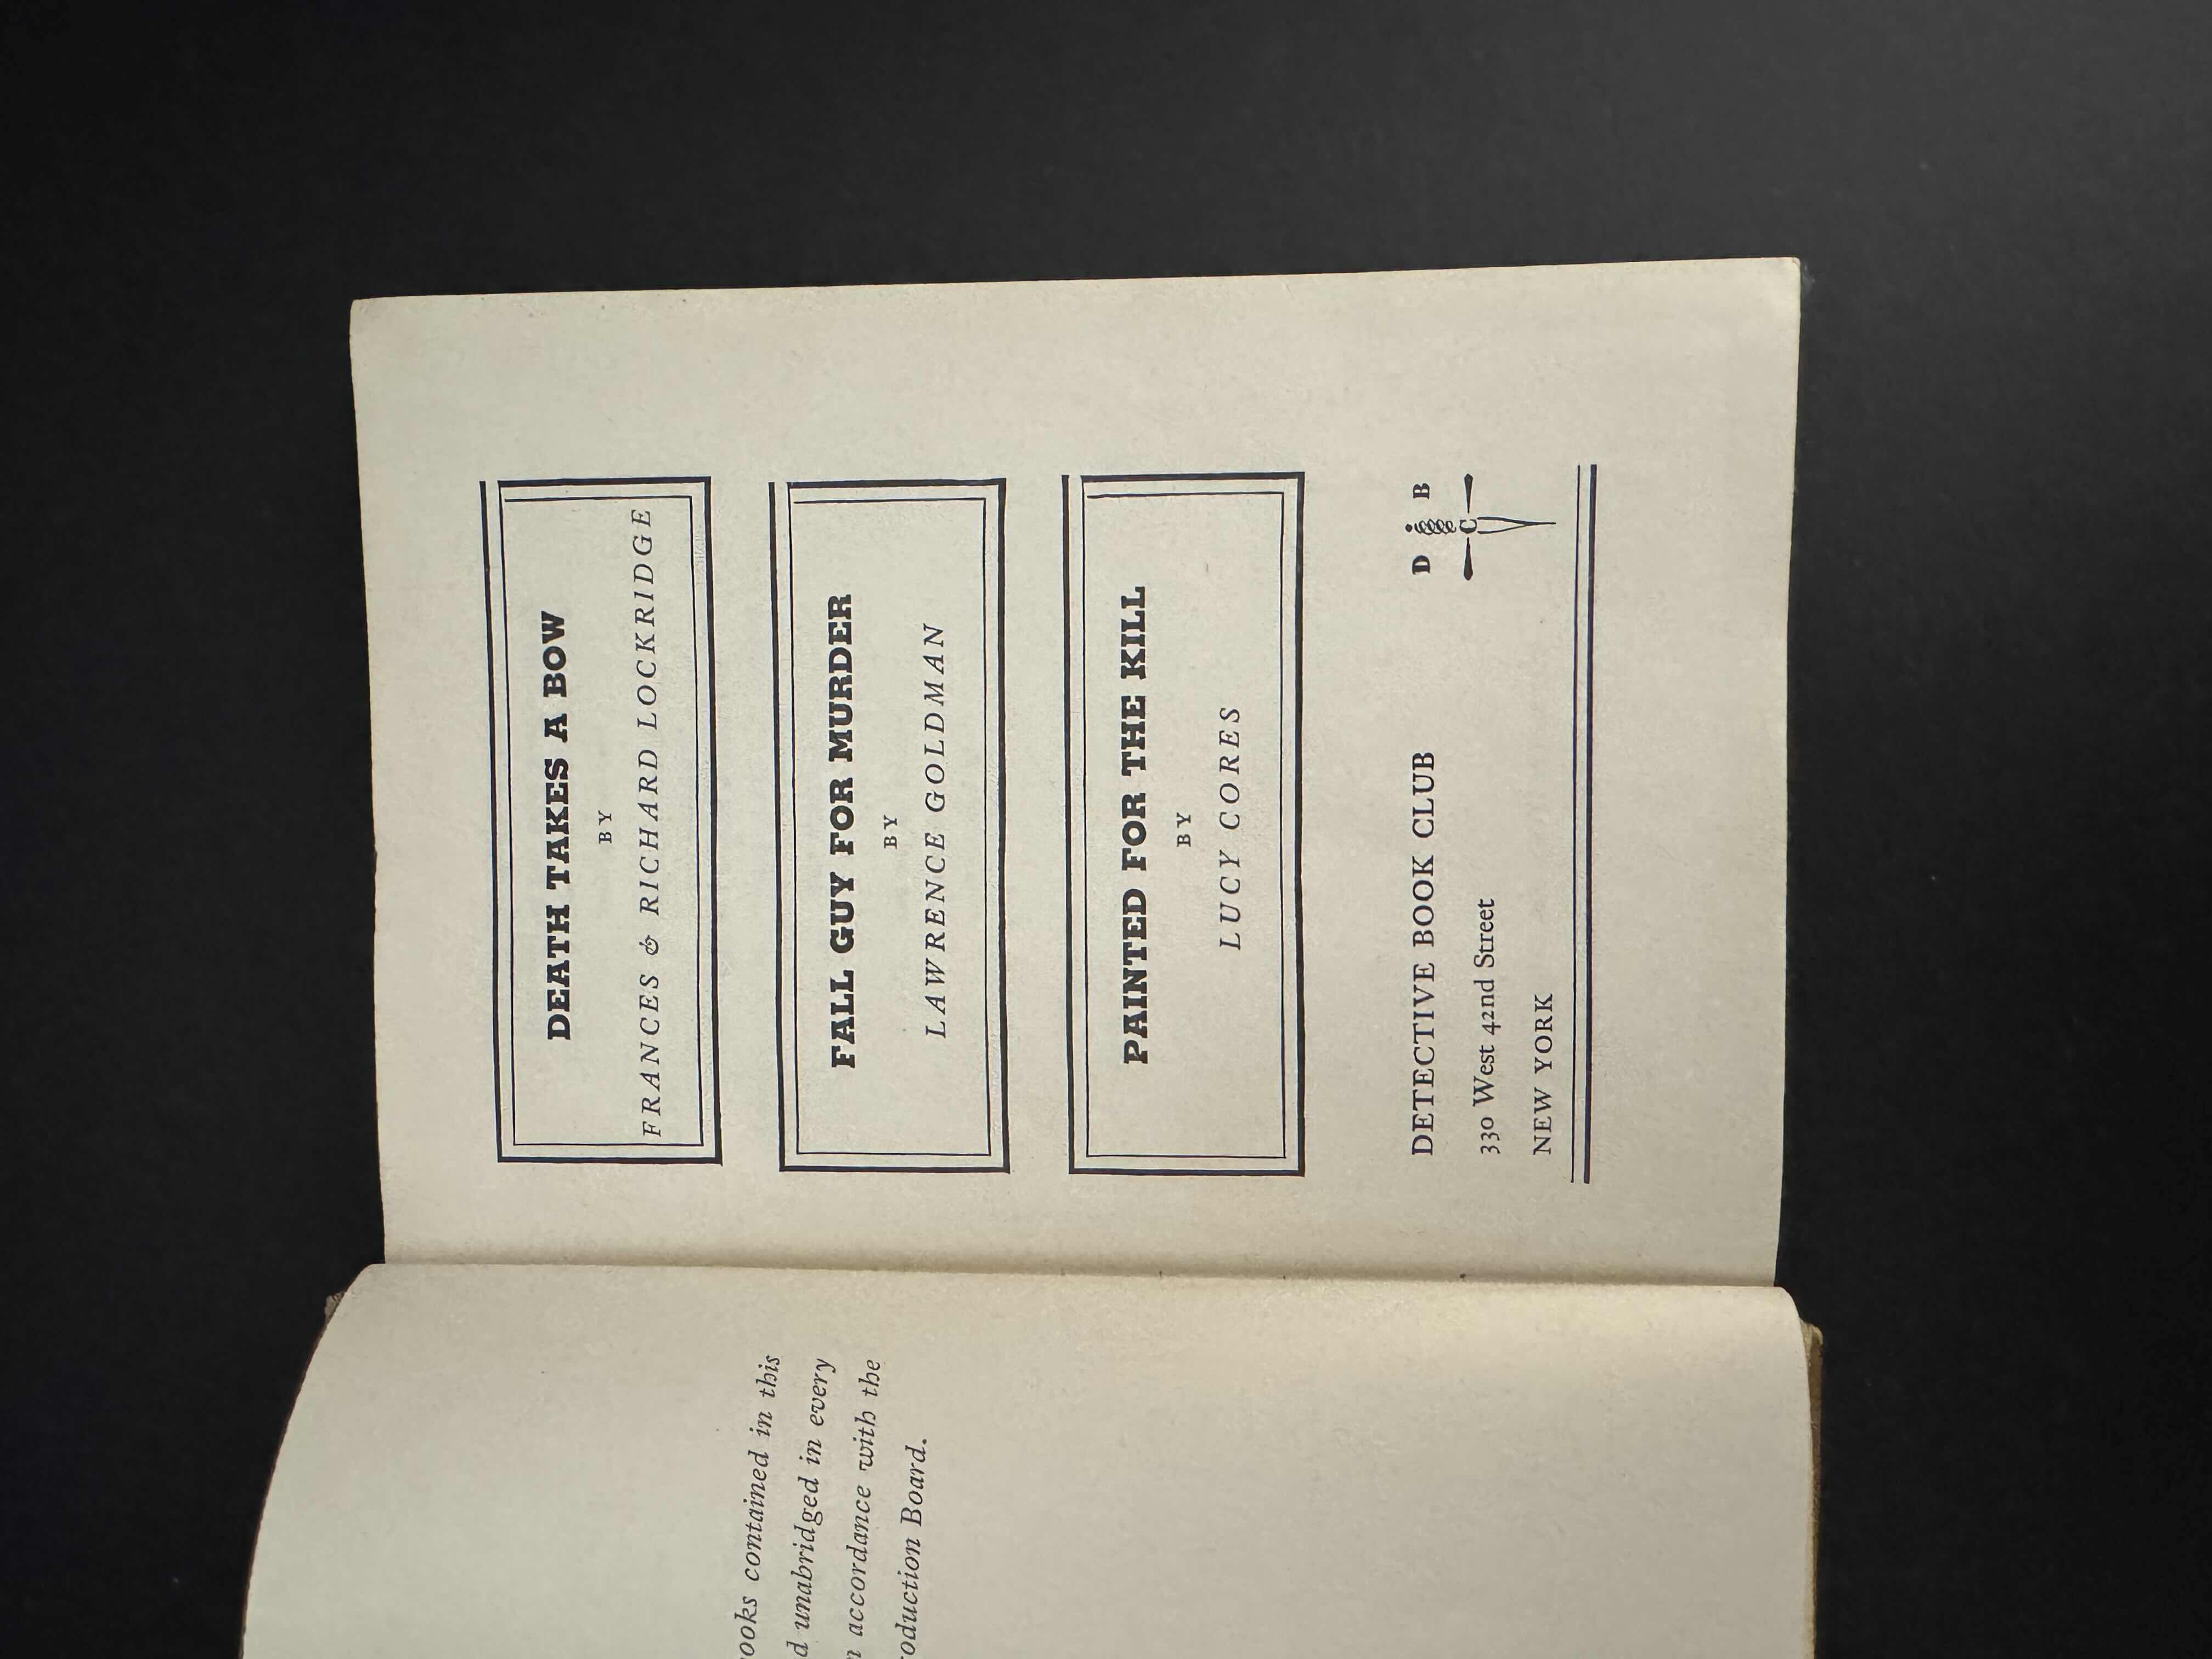 ooks contained in this
d unabridged in every
n accordance with the
roduction Board.
DEATH TAKES A BOW
BY
FRANCES & RICHARD LOCKRIDGE
FALL GUY FOR MURDER
BY
LAWRENCE GOLDMAN
PAINTED FOR THE KILL
BY
LUCY CORES
DETECTIVE BOOK CLUB
330 West 42nd Street
NEW YORK
D B
C